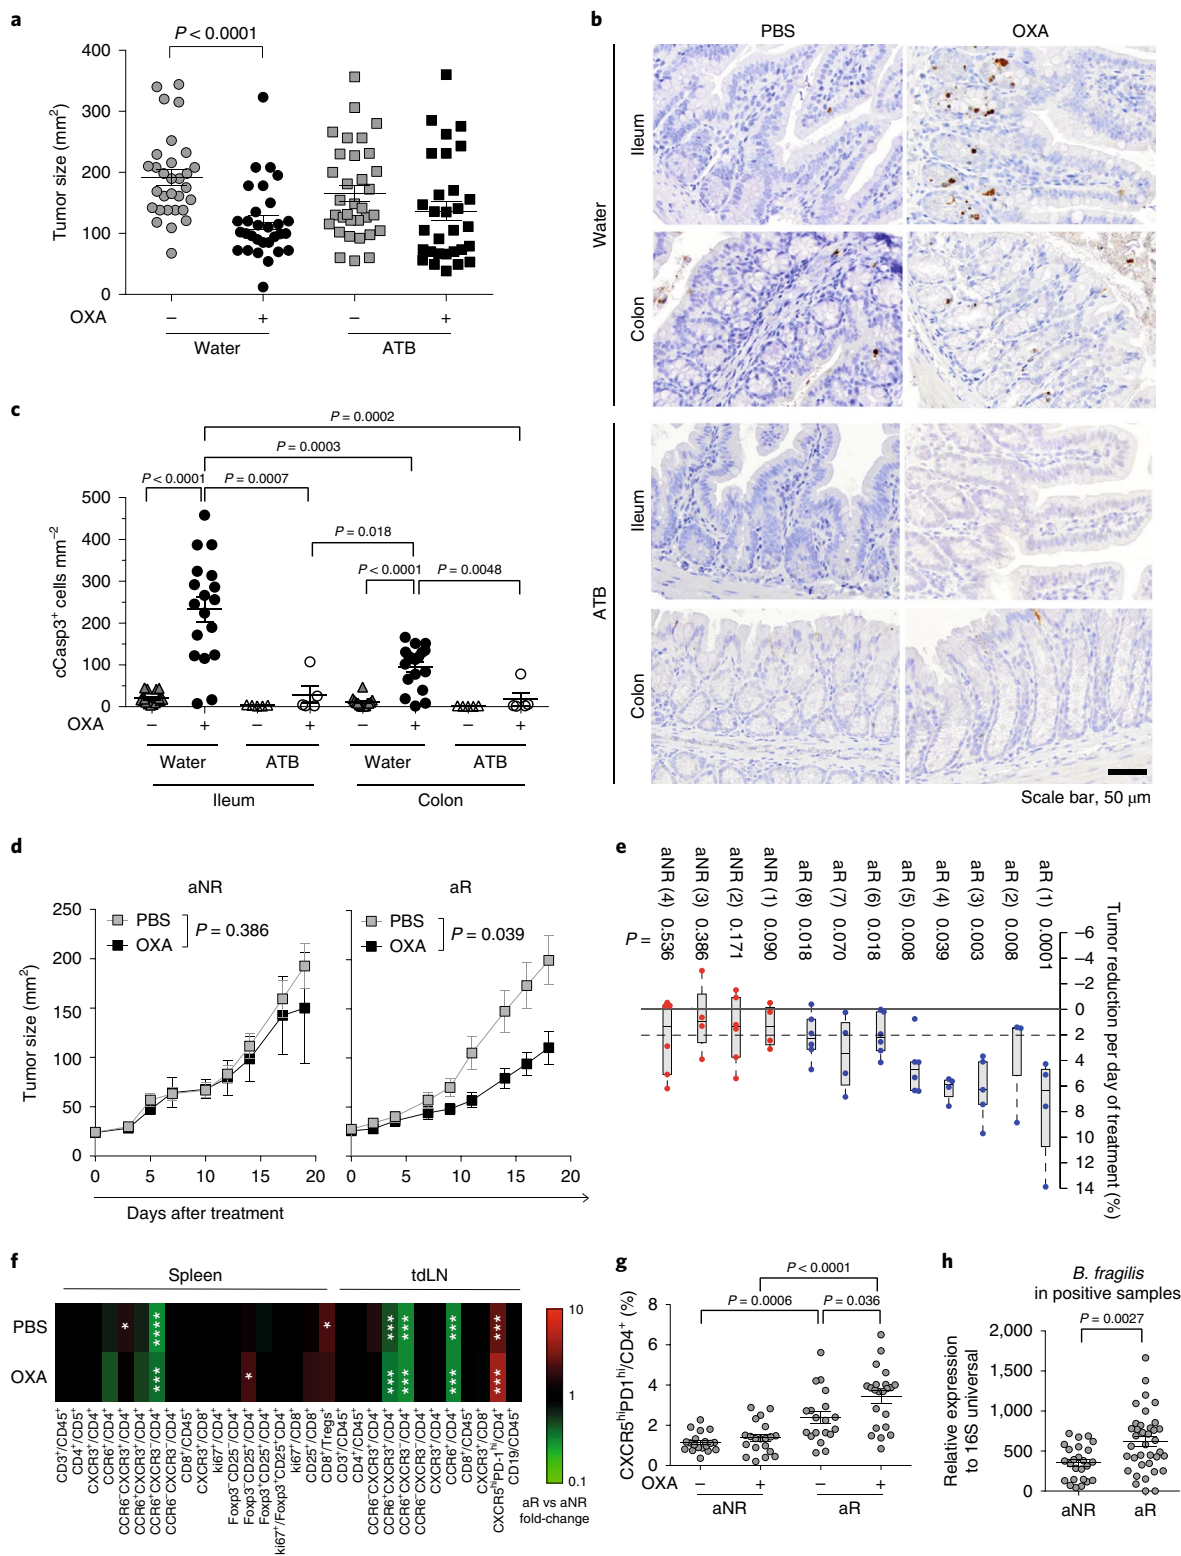 a
P < 0.0001
400
300
200
100
0
Tumor size (mm²)
OXA
− + − +
Water ATB
b
PBS OXA
Water
Ileum
Colon
ATB
Ileum
Colon
Scale bar, 50 μm
c
P = 0.0002
P = 0.0003
P < 0.0001 P = 0.0007
P = 0.018
P < 0.0001 P = 0.0048
500
400
300
200
100
0
cCasp3⁺ cells mm⁻²
OXA
− + − + − + − +
Water ATB Water ATB
Ileum Colon
d
aNR aR
250
200
150
100
50
0
Tumor size (mm²)
PBS
OXA
P = 0.386
PBS
OXA
P = 0.039
0 5 10 15 20 0 5 10 15 20
Days after treatment
e
P =
aNR (4) 0.536
aNR (3) 0.386
aNR (2) 0.171
aNR (1) 0.090
aR (8) 0.018
aR (7) 0.070
aR (6) 0.018
aR (5) 0.008
aR (4) 0.039
aR (3) 0.003
aR (2) 0.008
aR (1) 0.0001
−6
−4
−2
0
2
4
6
8
10
12
14
Tumor reduction per day of treatment (%)
f
Spleen tdLN
PBS
* **** * *** *** *** ***
OXA
*** * *** *** *** ***
CD3⁺/CD45⁺
CD4⁺/CD5⁺
CXCR3⁺/CD4⁺
CCR6⁺/CD4⁺
CCR6⁻CXCR3⁺/CD4⁺
CCR6⁺CXCR3⁺/CD4⁺
CCR6⁺CXCR3⁻/CD4⁺
CCR6⁻CXCR3⁻/CD4⁺
CD8⁺/CD45⁺
CXCR3⁺/CD8⁺
ki67⁺/CD4⁺
Foxp3⁻CD25⁻/CD4⁺
Foxp3⁻CD25⁺/CD4⁺
Foxp3⁺CD25⁺/CD4⁺
ki67⁺/Foxp3⁺CD25⁺CD4⁺
ki67⁺/CD8⁺
CD25⁺/CD8⁺
CD8⁺/Tregs⁺
CD3⁺/CD45⁺
CD4⁺/CD45⁺
CCR6⁻CXCR3⁺/CD4⁺
CCR6⁺CXCR3⁺/CD4⁺
CCR6⁺CXCR3⁻/CD4⁺
CCR6⁻CXCR3⁻/CD4⁺
CXCR3⁺/CD4⁺
CCR6⁺/CD4⁺
CD8⁺/CD45⁺
CXCR3⁺/CD8⁺
CXCR5ʰⁱPD-1ʰⁱ/CD4⁺
CD19/CD45⁺
10
1
0.1
aR vs aNR
fold-change
g
P < 0.0001
P = 0.0006 P = 0.036
8
6
4
2
0
CXCR5ʰⁱPD1ʰⁱ/CD4⁺ (%)
OXA
− + − +
aNR aR
h
B. fragilis
in positive samples
P = 0.0027
2,000
1,500
1,000
500
0
Relative expression
to 16S universal
aNR aR